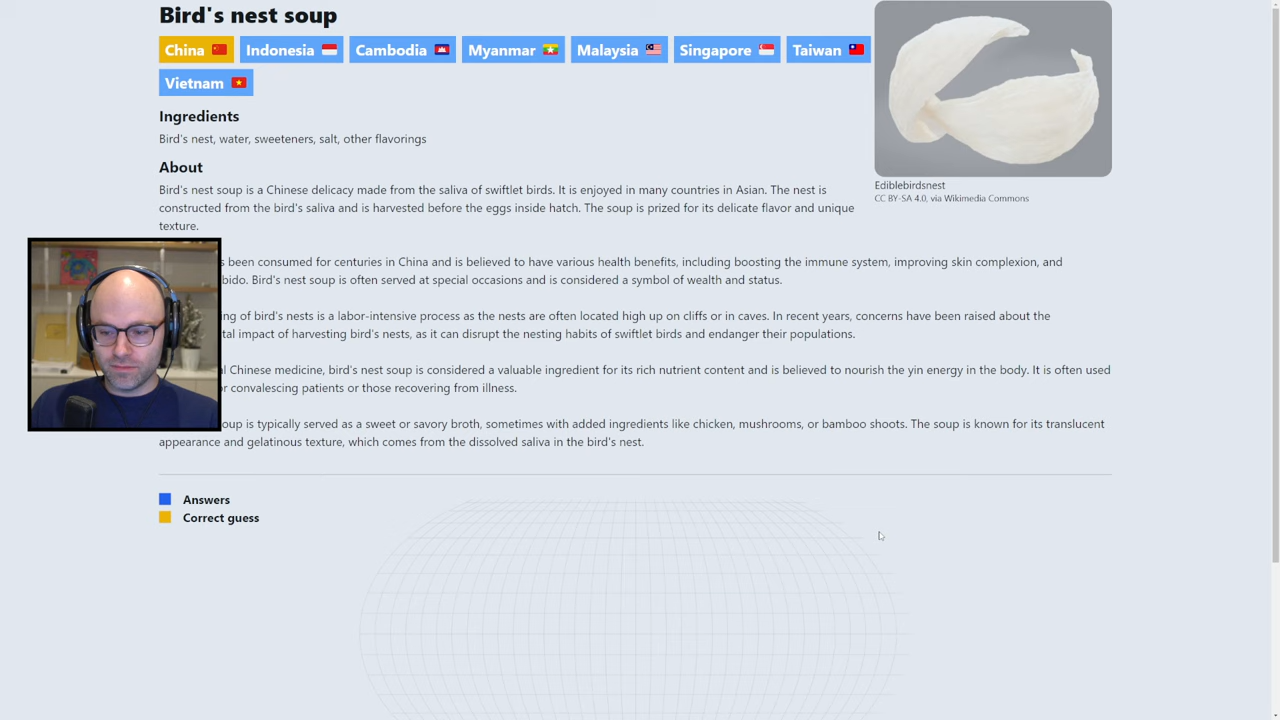 Bird's nest soup
China Indonesia Cambodia Myanmar Malaysia Singapore Taiwan
Vietnam
Ingredients
Bird's nest, water, sweeteners, salt, other flavorings
About
Bird's nest soup is a Chinese delicacy made from the saliva of swiftlet birds. It is enjoyed in many countries in Asian. The nest is
constructed from the bird's saliva and is harvested before the eggs inside hatch. The soup is prized for its delicate flavor and unique
texture.
Ediblebirdsnest
CC BY-SA 4.0, via Wikimedia Commons
been consumed for centuries in China and is believed to have various health benefits, including boosting the immune system, improving skin complexion, and
Bird's nest soup is often served at special occasions and is considered a symbol of wealth and status.
of bird's nests is a labor-intensive process as the nests are often located high up on cliffs or in caves. In recent years, concerns have been raised about the
impact of harvesting bird's nests, as it can disrupt the nesting habits of swiftlet birds and endanger their populations.
Chinese medicine, bird's nest soup is considered a valuable ingredient for its rich nutrient content and is believed to nourish the yin energy in the body. It is often used
convalescing patients or those recovering from illness.
is typically served as a sweet or savory broth, sometimes with added ingredients like chicken, mushrooms, or bamboo shoots. The soup is known for its translucent
appearance and gelatinous texture, which comes from the dissolved saliva in the bird's nest.
Answers
Correct guess